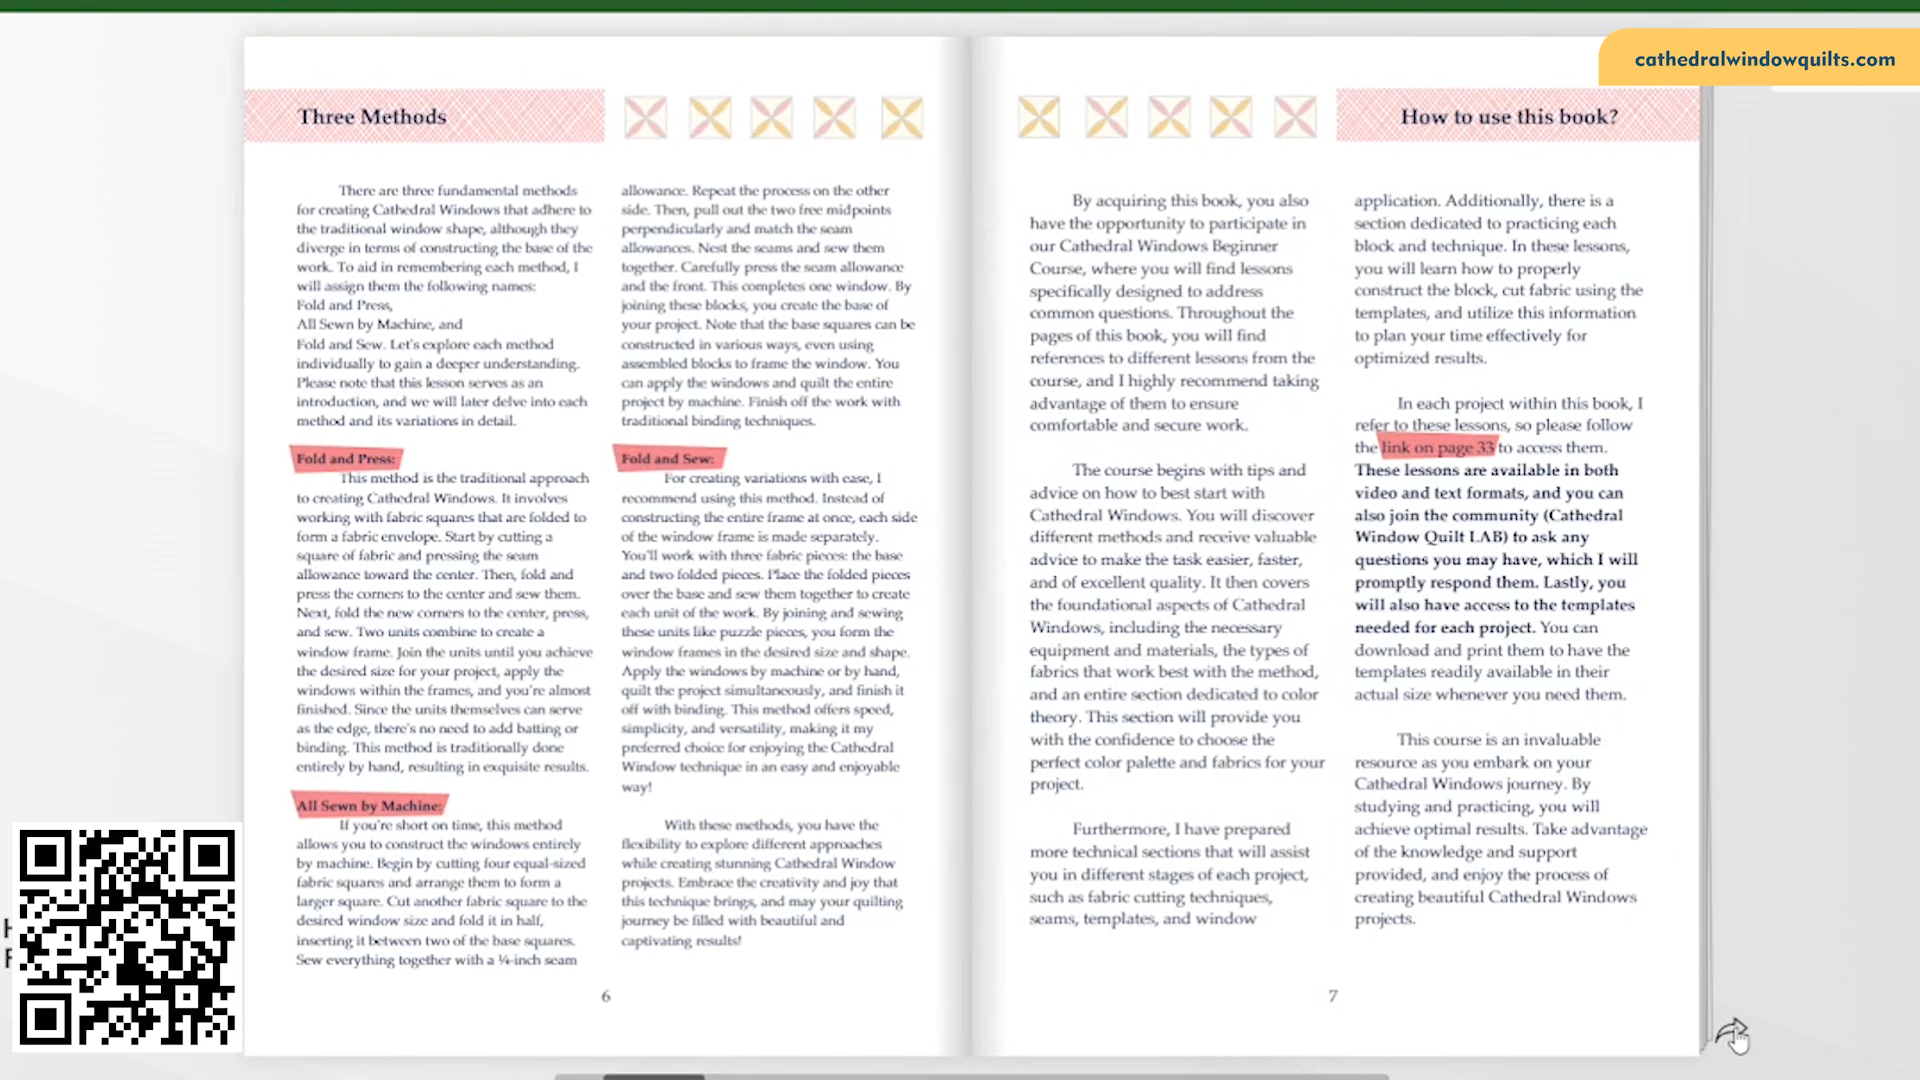 cathedralwindowquilts.com
Three Methods
There are three fundamental methods
for creating Cathedral Windows that adhere to
the traditional window shape, although they
diverge in terms of constructing the base of the
work. To aid in remembering each method, I
will assign them the following names:
Fold and Press,
All Sewn by Machine, and
Fold and Sew. Let's explore each method
individually to gain a deeper understanding.
Please note that this lesson serves as an
introduction, and we will later delve into each
method and its variations in detail.
Fold and Press:
This method is the traditional approach
to creating Cathedral Windows. It involves
working with fabric squares that are folded to
form a fabric envelope. Start by cutting a
square of fabric and pressing the seam
allowance toward the center. Then, fold and
press the corners to the center and sew them.
Next, fold the new corners to the center, press,
and sew. Two units combine to create a
window frame. Join the units until you achieve
the desired size for your project, apply the
windows within the frames, and you're almost
finished. Since the units themselves can serve
as the edge, there's no need to add batting or
binding. This method is traditionally done
entirely by hand, resulting in exquisite results.
All Sewn by Machine:
If you're short on time, this method
allows you to construct the windows entirely
by machine. Begin by cutting four equal-sized
fabric squares and arrange them to form a
larger square. Cut another fabric square to the
desired window size and fold it in half,
inserting it between two of the base squares.
Sew everything together with a ¼-inch seam
allowance. Repeat the process on the other
side. Then, pull out the two free midpoints
perpendicularly and match the seam
allowances. Nest the seams and sew them
together. Carefully press the seam allowance
and the front. This completes one window. By
joining these blocks, you create the base of
your project. Note that the base squares can be
constructed in various ways, even using
assembled blocks to frame the window. You
can apply the windows and quilt the entire
project by machine. Finish off the work with
traditional binding techniques.
Fold and Sew:
For creating variations with ease, I
recommend using this method. Instead of
constructing the entire frame at once, each side
of the window frame is made separately.
You'll work with three fabric pieces: the base
and two folded pieces. Place the folded pieces
over the base and sew them together to create
each unit of the work. By joining and sewing
these units like puzzle pieces, you form the
window frames in the desired size and shape.
Apply the windows by machine or by hand,
quilt the project simultaneously, and finish it
off with binding. This method offers speed,
simplicity, and versatility, making it my
preferred choice for enjoying the Cathedral
Window technique in an easy and enjoyable
way!
With these methods, you have the
flexibility to explore different approaches
while creating stunning Cathedral Window
projects. Embrace the creativity and joy that
this technique brings, and may your quilting
journey be filled with beautiful and
captivating results!
6
How to use this book?
By acquiring this book, you also
have the opportunity to participate in
our Cathedral Windows Beginner
Course, where you will find lessons
specifically designed to address
common questions. Throughout the
pages of this book, you will find
references to different lessons from the
course, and I highly recommend taking
advantage of them to ensure
comfortable and secure work.
The course begins with tips and
advice on how to best start with
Cathedral Windows. You will discover
different methods and receive valuable
advice to make the task easier, faster,
and of excellent quality. It then covers
the foundational aspects of Cathedral
Windows, including the necessary
equipment and materials, the types of
fabrics that work best with the method,
and an entire section dedicated to color
theory. This section will provide you
with the confidence to choose the
perfect color palette and fabrics for your
project.
Furthermore, I have prepared
more technical sections that will assist
you in different stages of each project,
such as fabric cutting techniques,
seams, templates, and window
application. Additionally, there is a
section dedicated to practicing each
block and technique. In these lessons,
you will learn how to properly
construct the block, cut fabric using the
templates, and utilize this information
to plan your time effectively for
optimized results.
In each project within this book, I
refer to these lessons, so please follow
the link on page 33 to access them.
These lessons are available in both
video and text formats, and you can
also join the community (Cathedral
Window Quilt LAB) to ask any
questions you may have, which I will
promptly respond them. Lastly, you
will also have access to the templates
needed for each project. You can
download and print them to have the
templates readily available in their
actual size whenever you need them.
This course is an invaluable
resource as you embark on your
Cathedral Windows journey. By
studying and practicing, you will
achieve optimal results. Take advantage
of the knowledge and support
provided, and enjoy the process of
creating beautiful Cathedral Windows
projects.
7